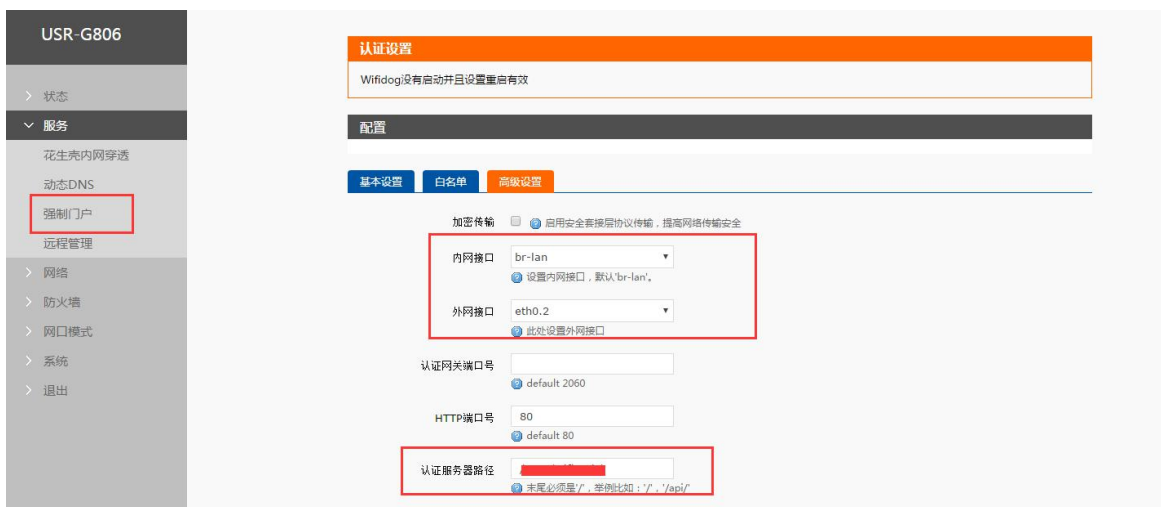 USR-G806
状态
服务
花生壳内网穿透
动态DNS
强制门户
远程管理
网络
防火墙
网口模式
系统
退出
认证设置
Wifidog没有启动并且设置重启有效
配置
基本设置 白名单 高级设置
加密传输 启用安全套接层协议传输，提高网络传输安全
内网接口 br-lan
设置内网接口，默认'br-lan'。
外网接口 eth0.2
此处设置外网接口
认证网关端口号
default 2060
HTTP端口号 80
default 80
认证服务器路径
末尾必须是'/'，举例比如：'/'，'/api/'